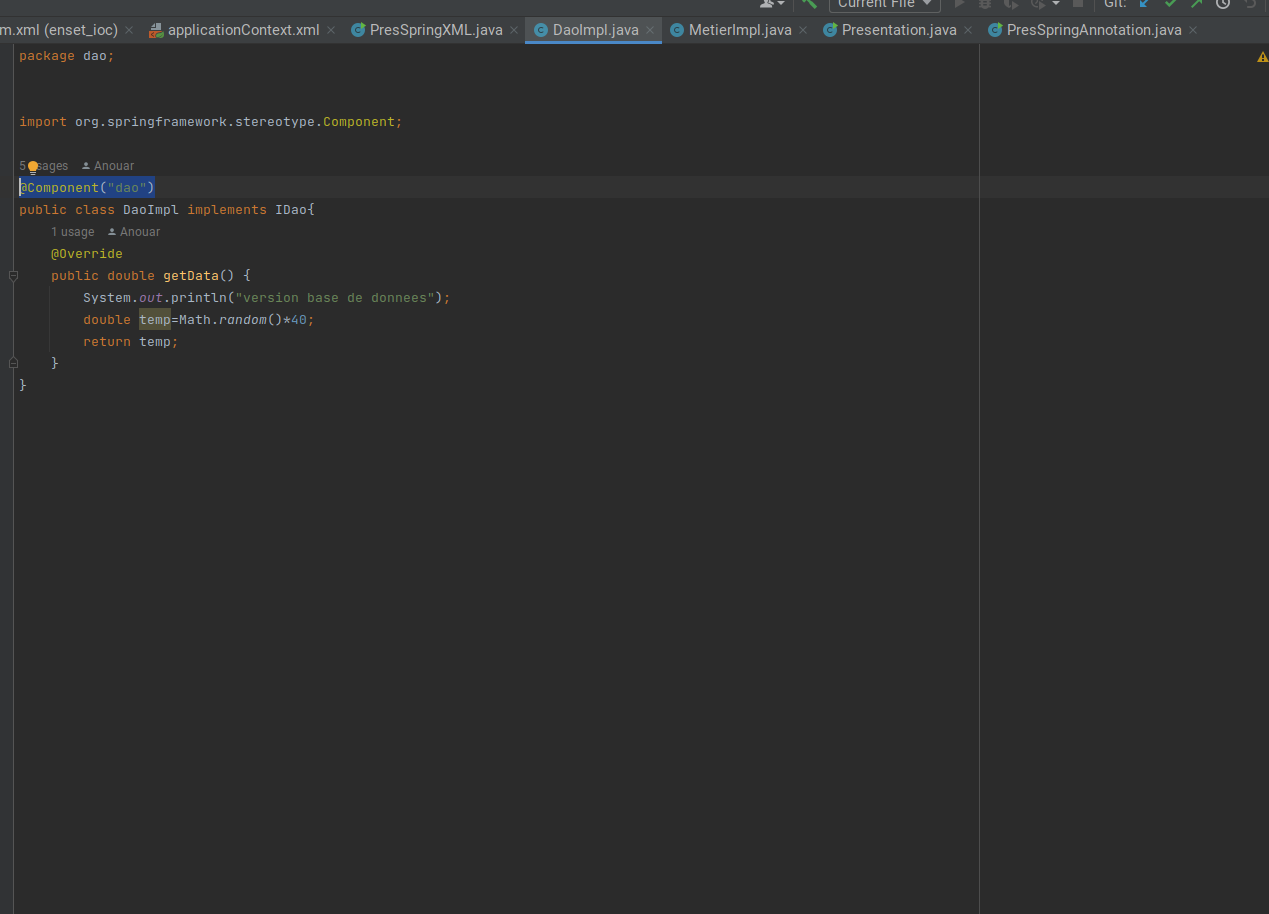 Current File Git:
m.xml (enset_ioc) applicationContext.xml PresSpringXML.java DaoImpl.java MetierImpl.java Presentation.java PresSpringAnnotation.java
package dao;
import org.springframework.stereotype.Component;
5 usages Anouar
@Component("dao")
public class DaoImpl implements IDao{
1 usage Anouar
@Override
public double getData() {
System.out.println("version base de donnees");
double temp=Math.random()*40;
return temp;
}
}